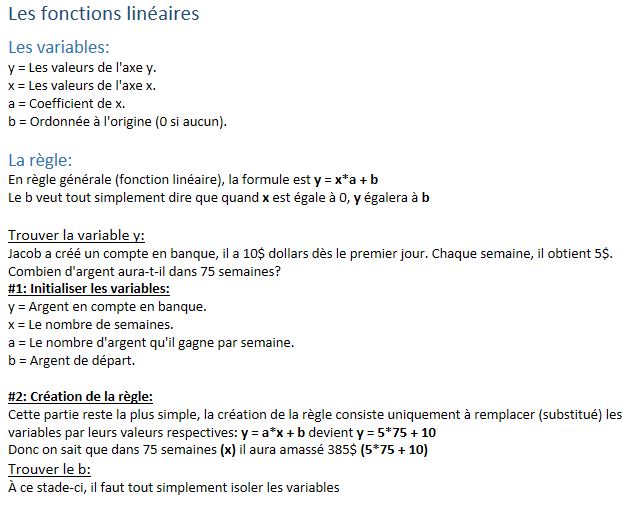 Les fonctions linéaires
Les variables:
y = Les valeurs de l'axe y.
x = Les valeurs de l'axe x.
a = Coefficient de x.
b = Ordonnée à l'origine (0 si aucun).
La règle:
En règle générale (fonction linéaire), la formule est y = x*a + b
Le b veut tout simplement dire que quand x est égale à 0, y égalera à b
Trouver la variable y:
Jacob a créé un compte en banque, il a 10$ dollars dès le premier jour. Chaque semaine, il obtient 5$.
Combien d'argent aura-t-il dans 75 semaines?
#1: Initialiser les variables:
y = Argent en compte en banque.
x = Le nombre de semaines.
a = Le nombre d'argent qu'il gagne par semaine.
b = Argent de départ.
#2: Création de la règle:
Cette partie reste la plus simple, la création de la règle consiste uniquement à remplacer (substitué) les
variables par leurs valeurs respectives: y = a*x + b devient y = 5*75 + 10
Donc on sait que dans 75 semaines (x) il aura amassé 385$ (5*75 + 10)
Trouver le b:
À ce stade-ci, il faut tout simplement isoler les variables